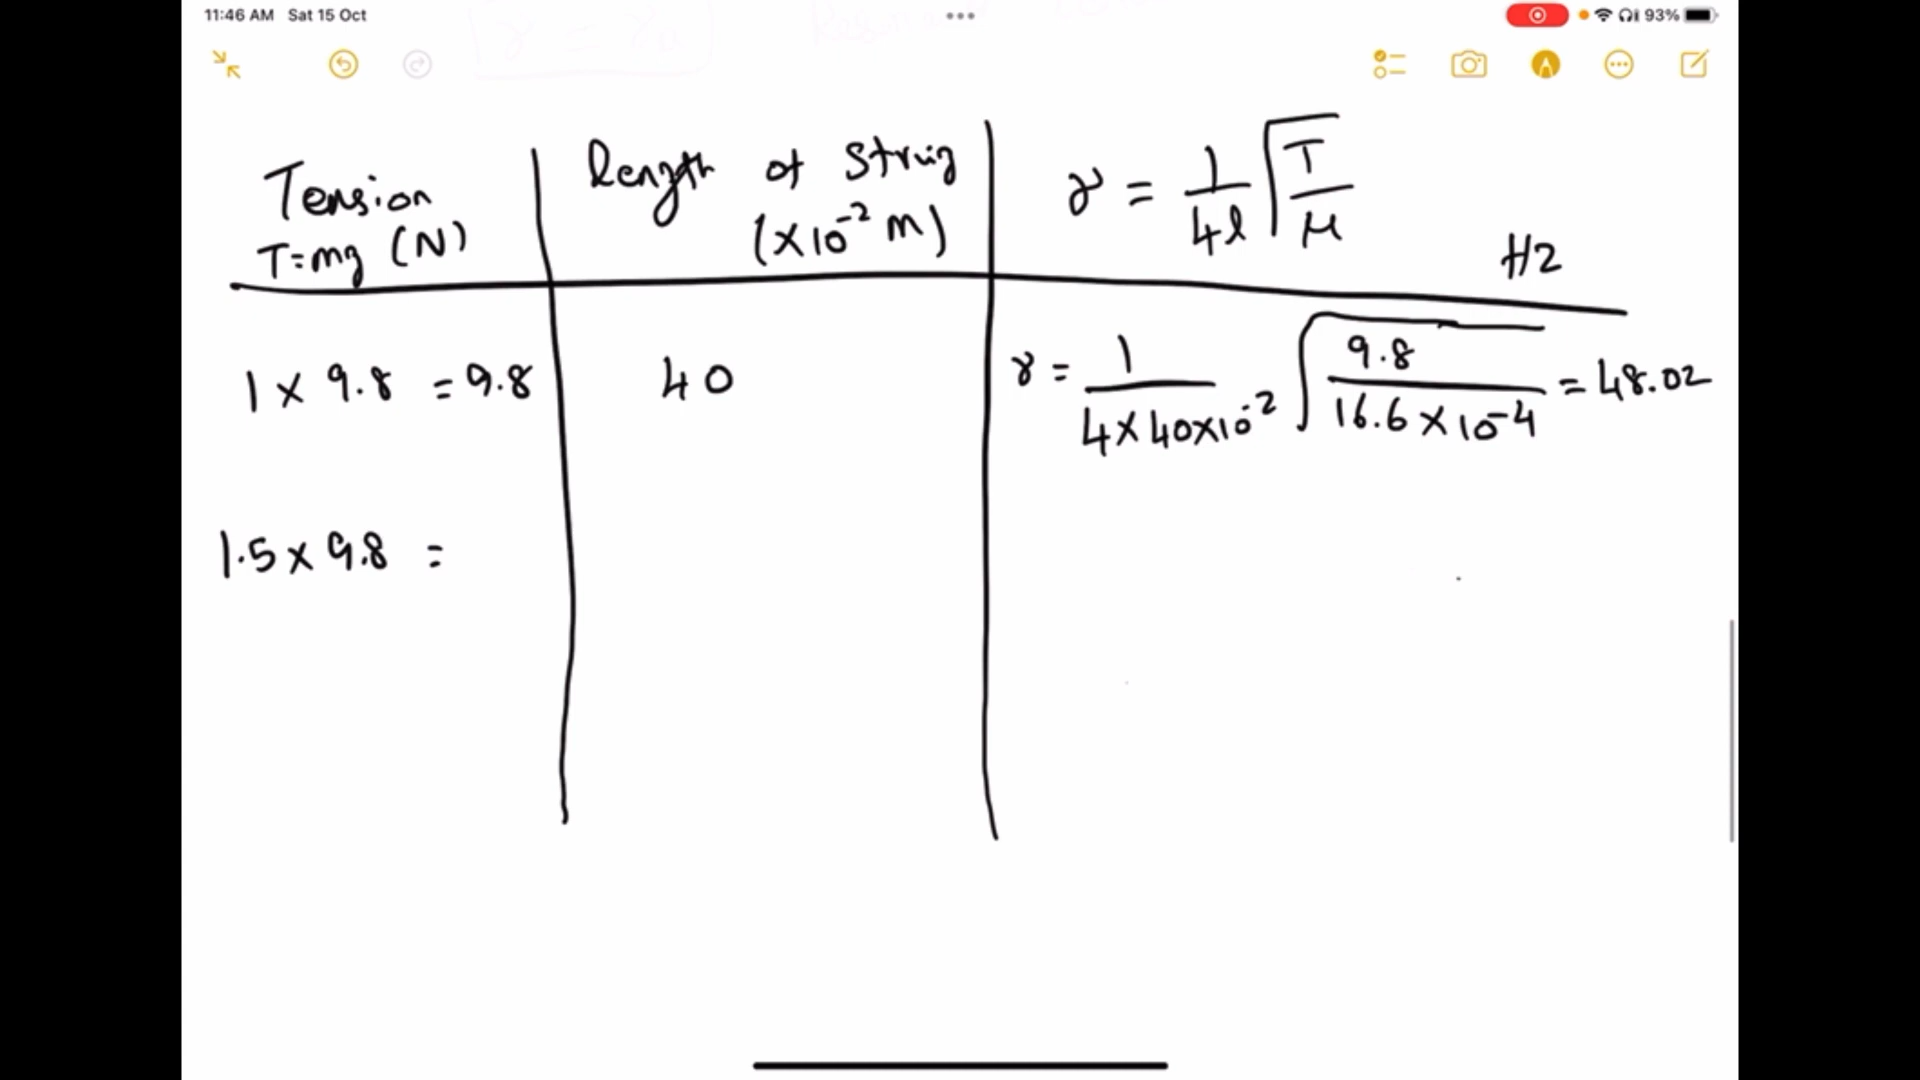 11:46 AM Sat 15 Oct
93%
Tension
T=mg (N)
length of string
(×10⁻² m)
γ = 1/4l √T/μ
Hz
1 × 9.8 = 9.8
40
γ = 1/4×40×10⁻² √9.8/16.6×10⁻⁴ = 48.02
1.5 × 9.8 =